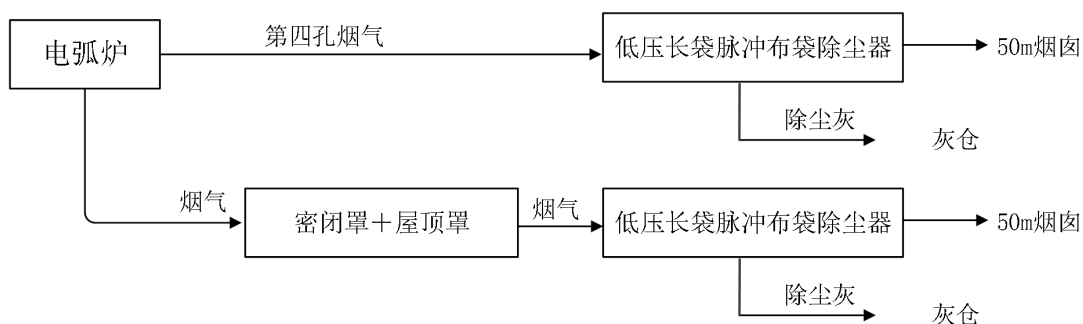 第四孔烟气
电弧炉
低压长袋脉冲布袋除尘器
50m烟囱
除尘灰
灰仓
烟气
密闭罩＋屋顶罩
烟气
低压长袋脉冲布袋除尘器
50m烟囱
除尘灰
灰仓